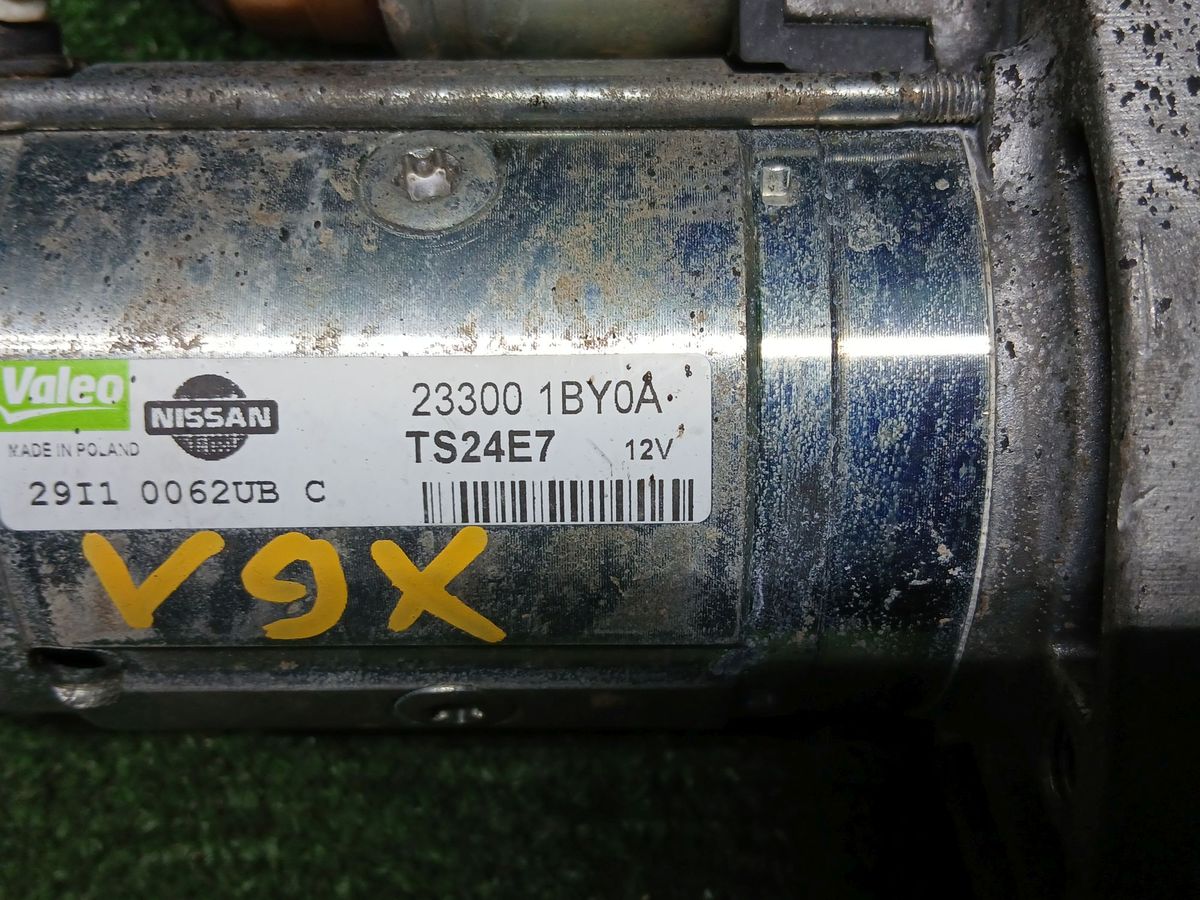 Valeo
NISSAN
23300 1BY0A
MADE IN POLAND
TS24E7 12V
29I1 0062UB C
V9X